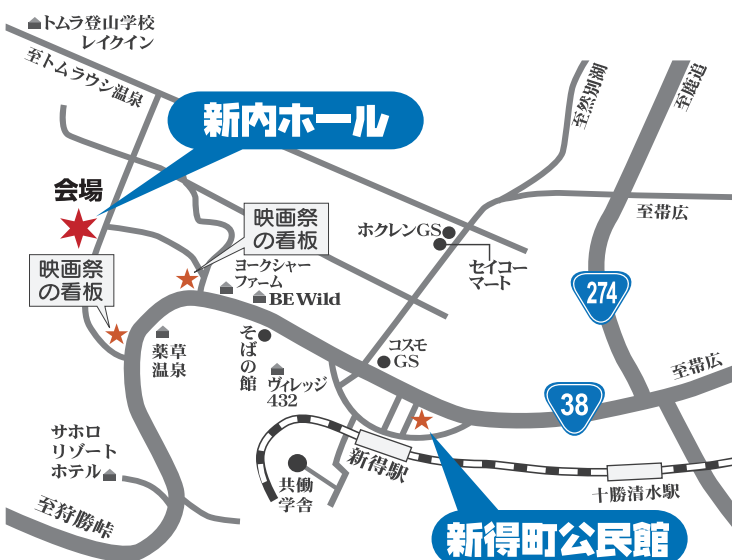 トムラ登山学校
レイクイン
至トムラウシ温泉
新内ホール
会場
映画祭
の看板
映画祭
の看板
至然別湖
至鹿追
至帯広
ホクレンGS
セイコー
マート
ヨークシャー
ファーム
BE Wild
274
薬草
温泉
そばの館
コスモ
GS
ヴィレッジ
432
至帯広
38
サホロ
リゾート
ホテル
新得駅
共働
学舎
十勝清水駅
至狩勝峠
新得町公民館